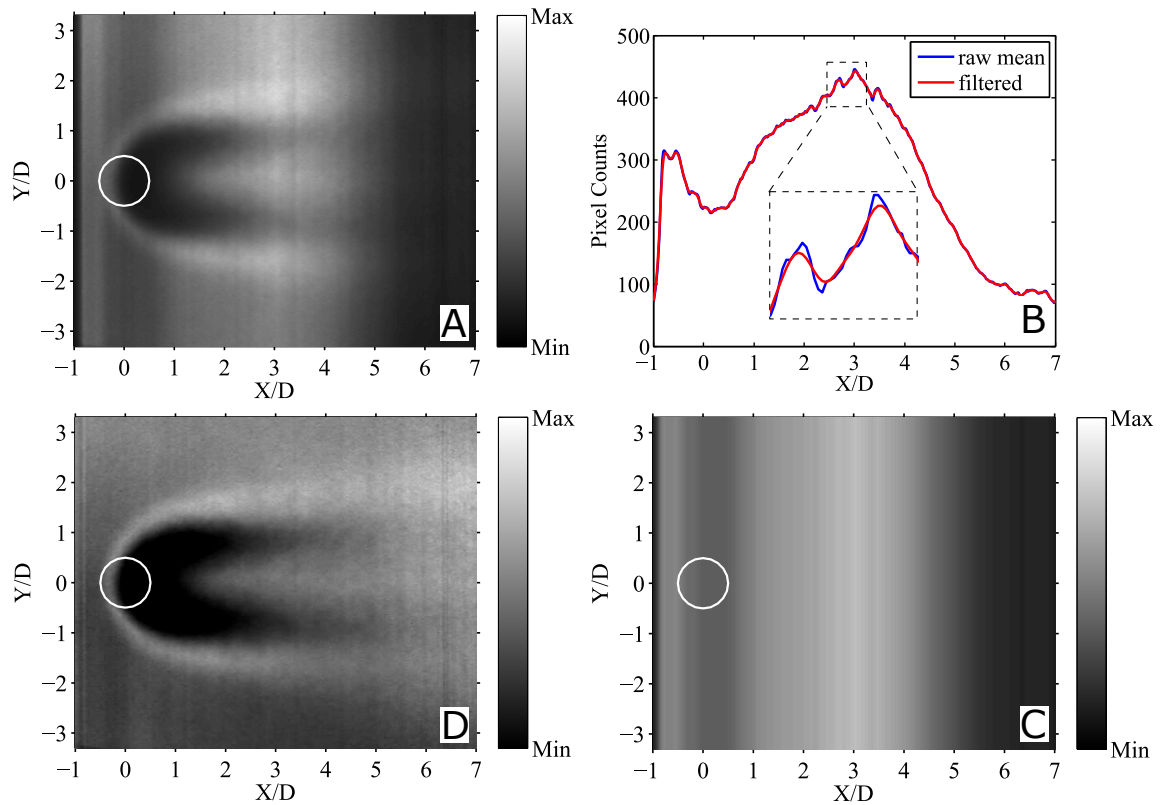 Max
3
2
1
0
−1
−2
−3
Y/D
A
Min
−1 0 1 2 3 4 5 6 7
X/D
500
400
300
200
100
0
Pixel Counts
raw mean
filtered
B
−1 0 1 2 3 4 5 6 7
X/D
Max
3
2
1
0
−1
−2
−3
Y/D
D
Min
−1 0 1 2 3 4 5 6 7
X/D
Max
3
2
1
0
−1
−2
−3
Y/D
C
Min
−1 0 1 2 3 4 5 6 7
X/D